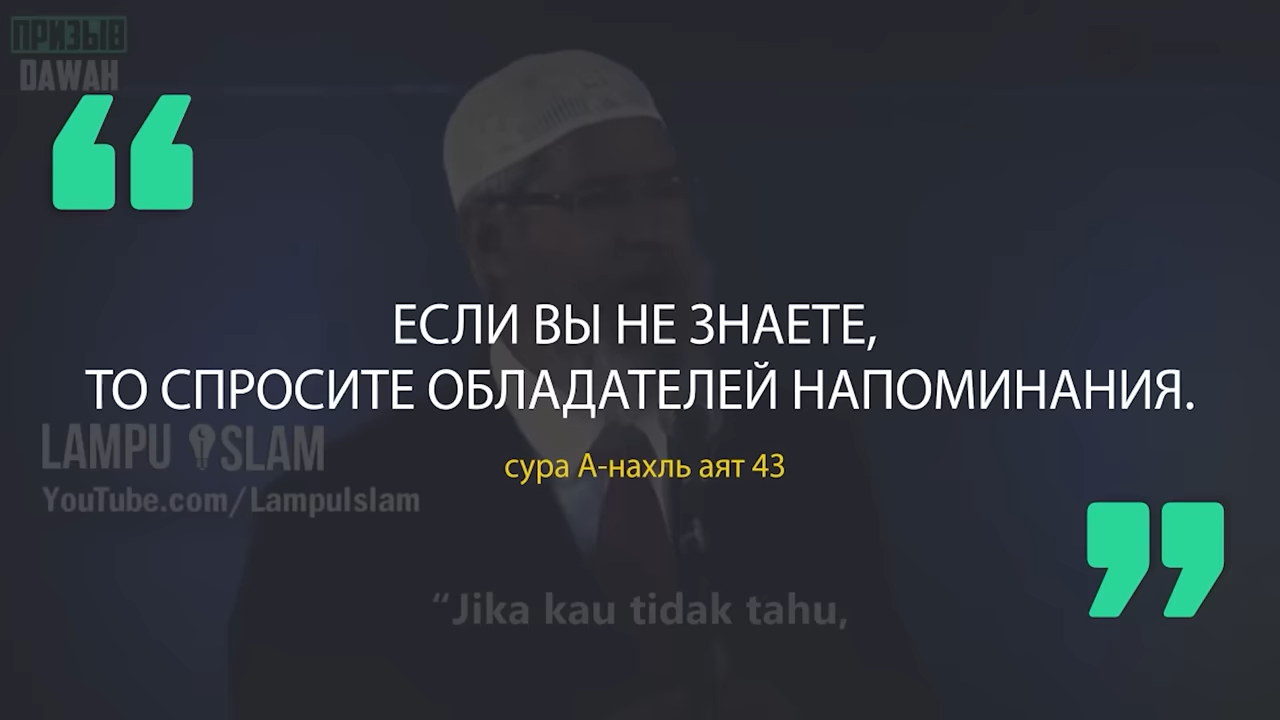 ПРИЗЫВ
DAWAH
ЕСЛИ ВЫ НЕ ЗНАЕТЕ,
ТО СПРОСИТЕ ОБЛАДАТЕЛЕЙ НАПОМИНАНИЯ.
LAMPU ISLAM
сура А-нахль аят 43
YouTube.com/LampuIslam
“Jika kau tidak tahu,